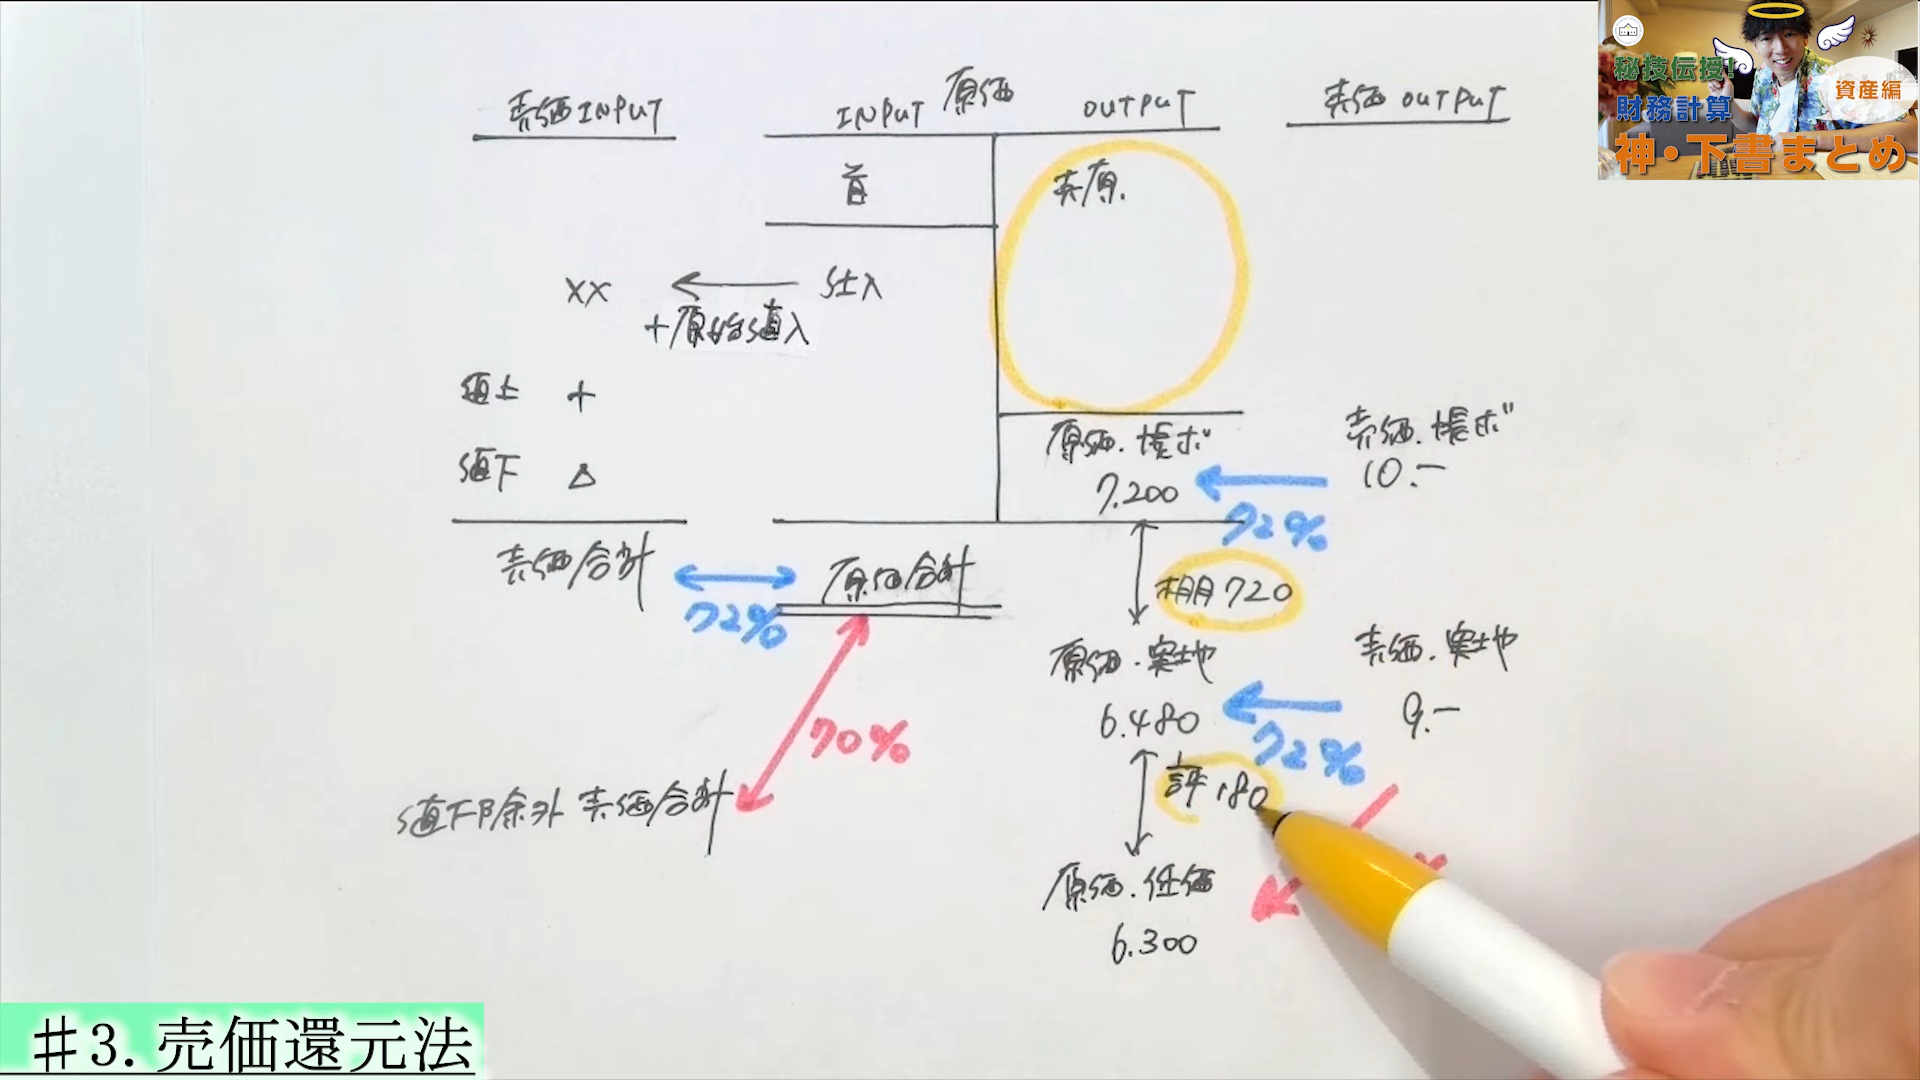 秘技伝授!
資産編
財務計算
神・下書まとめ
売価INPUT
INPUT 原価 OUTPUT
売価 OUTPUT
首
売原.
XX ← 仕入
+原始値入
値上 +
値下 △
原価.帳ボ
7.200
売価.帳ボ
10.-
72%
売価合計
原価合計
72%
棚720
原価.実地
6.480
売価.実地
9.-
72%
70%
値下除外 売価合計
評180
原価.低価
6.300
#3.売価還元法